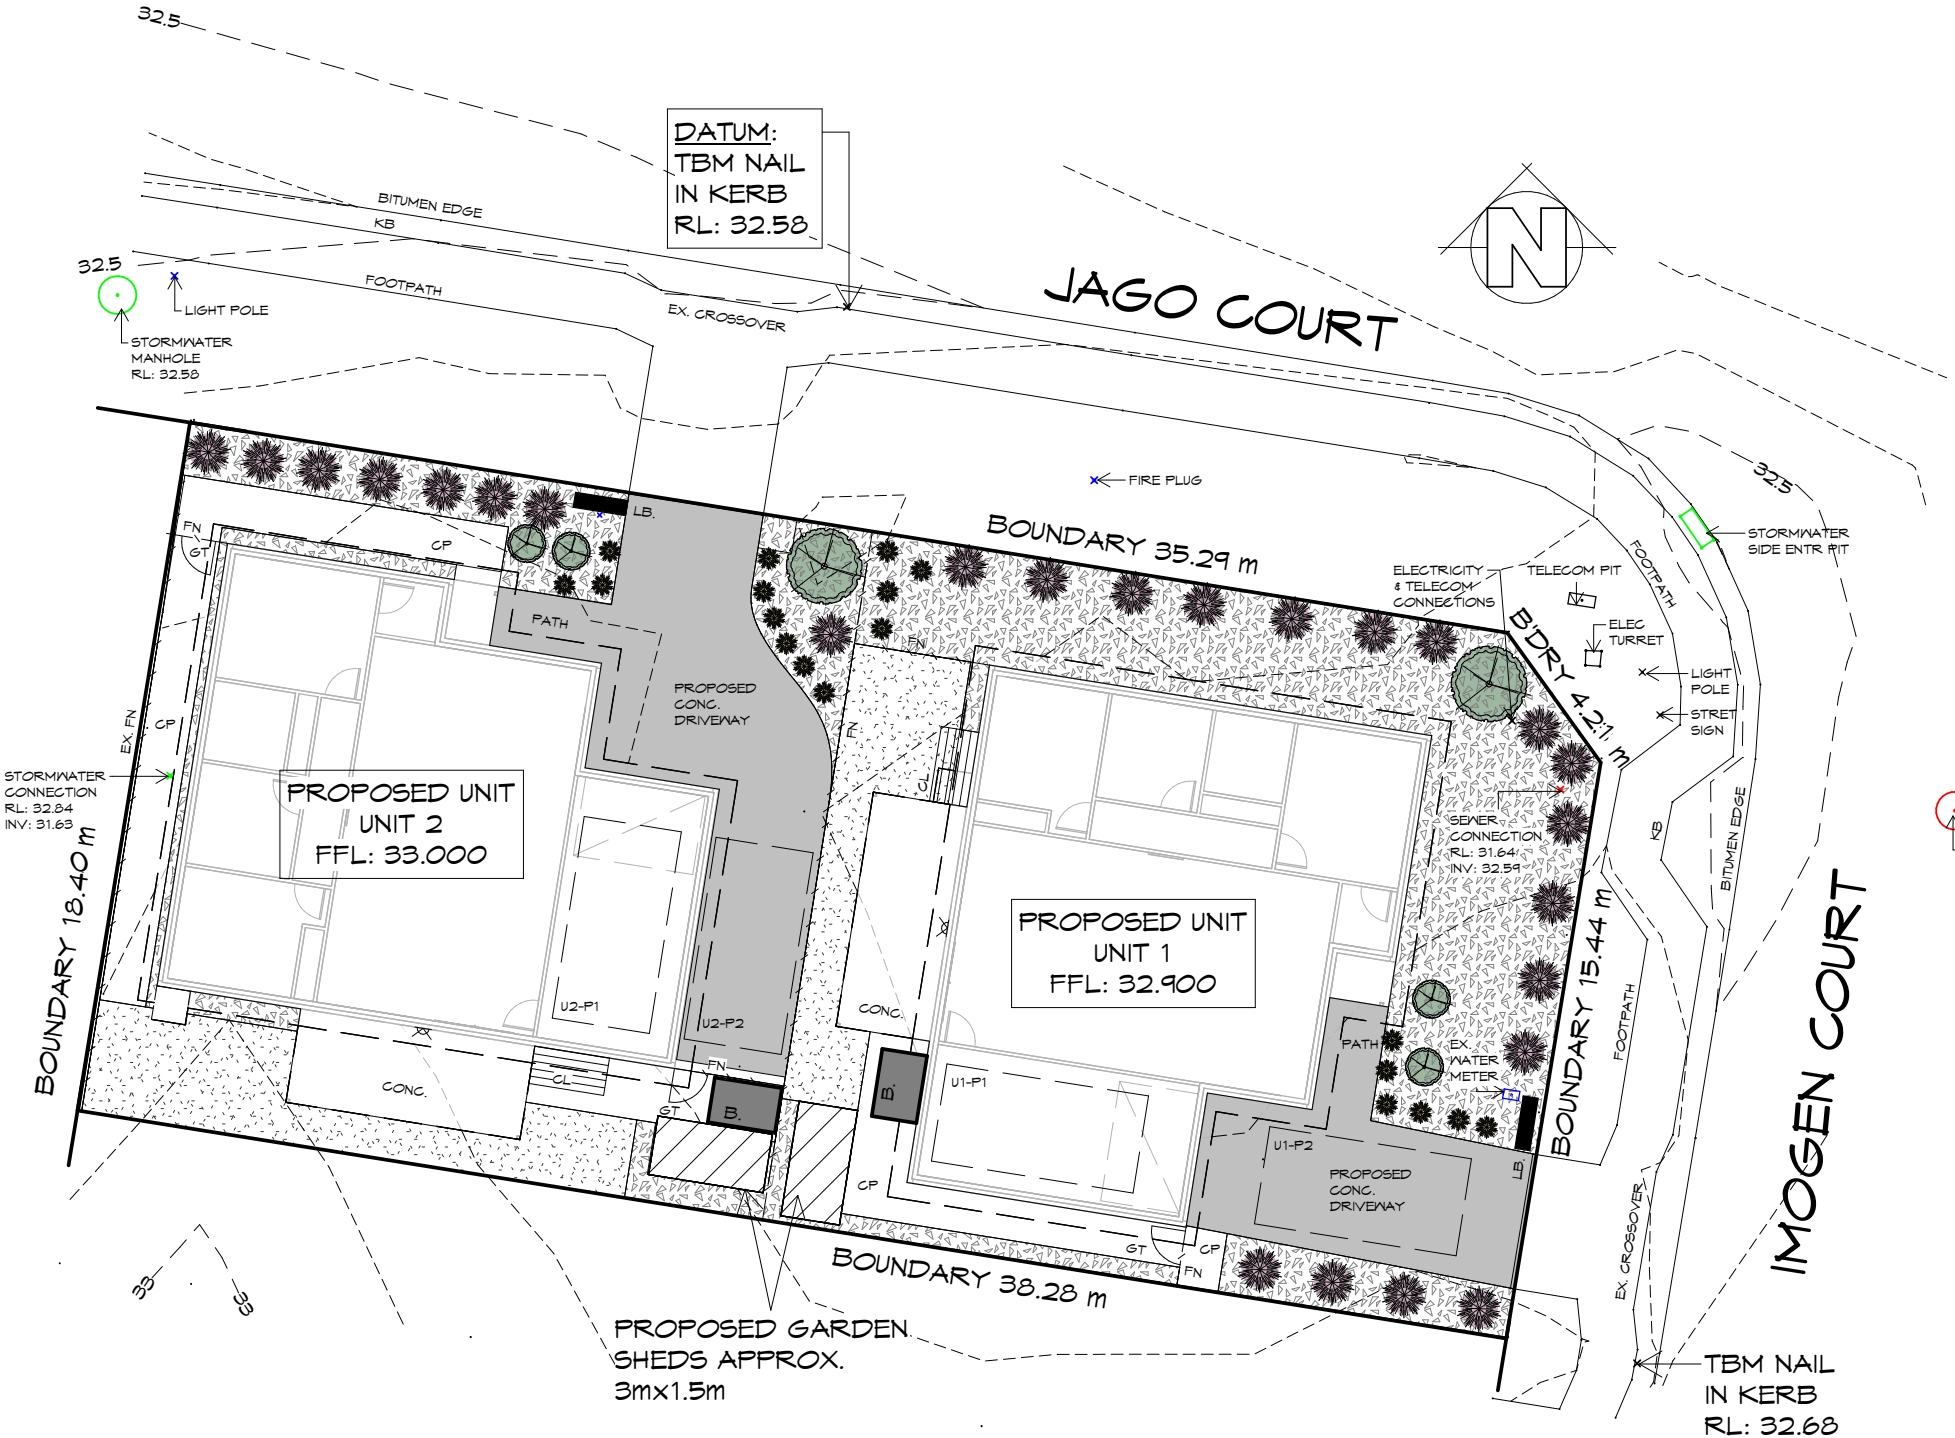 32.5
DATUM:
TBM NAIL
IN KERB
RL: 32.58
N
BITUMEN EDGE
KB
32.5
FOOTPATH
LIGHT POLE
EX. CROSSOVER
JAGO COURT
STORMWATER
MANHOLE
RL: 32.58
FIRE PLUG
32.5
BOUNDARY 35.29 m
STORMWATER
SIDE ENTR PIT
FOOTPATH
ELECTRICITY
& TELECOM
CONNECTIONS
TELECOM PIT
ELEC
TURRET
B'DRY 4.21 m
LIGHT
POLE
STRET
SIGN
LB.
FN
GT
CP
PATH
FN
PROPOSED
CONC.
DRIVEWAY
EX. FN
CP
FN
STORMWATER
CONNECTION
RL: 32.84
INV: 31.63
PROPOSED UNIT
UNIT 2
FFL: 33.000
CL
SEWER
CONNECTION
RL: 31.64
INV: 32.59
KB
BITUMEN EDGE
BOUNDARY 18.40 m
PROPOSED UNIT
UNIT 1
FFL: 32.900
BOUNDARY 15.44 m
IMOGEN COURT
U2-P1
U2-P2
CONC.
FOOTPATH
PATH
EX.
WATER
METER
CONC.
CL
FN
GT
B.
B.
U1-P1
U1-P2
PROPOSED
CONC.
DRIVEWAY
LB.
CP
GT
CP
FN
EX. CROSSOVER
33
33
BOUNDARY 38.28 m
PROPOSED GARDEN
SHEDS APPROX.
3mx1.5m
TBM NAIL
IN KERB
RL: 32.68